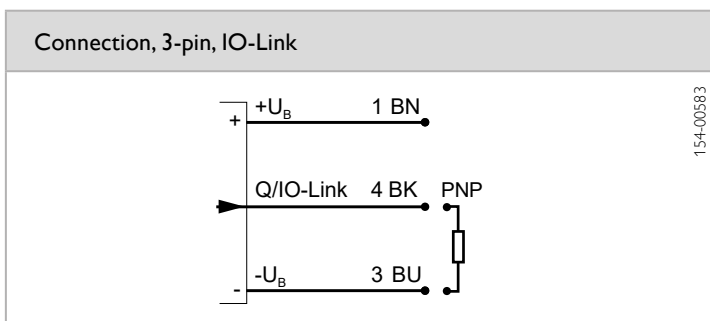 Connection, 3-pin, IO-Link
154-00583
+U_B 1 BN
+
Q/IO-Link 4 BK PNP
-U_B 3 BU
-